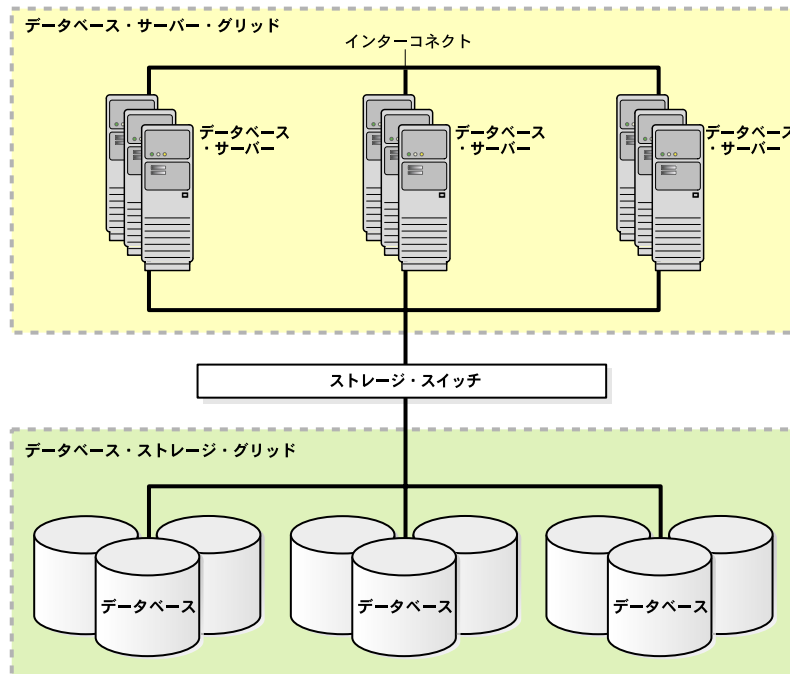 データベース・サーバー・グリッド
インターコネクト
データベース
・サーバー
データベース
・サーバー
データベース
・サーバー
ストレージ・スイッチ
データベース・ストレージ・グリッド
データベース
データベース
データベース